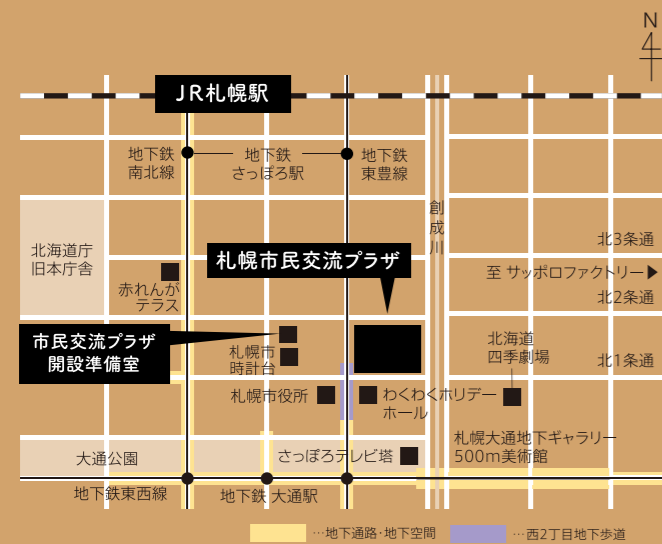 N
JR札幌駅
地下鉄
南北線
地下鉄
さっぽろ駅
地下鉄
東豊線
創成川
北海道庁
旧本庁舎
赤れんが
テラス
札幌市民交流プラザ
北3条通
至 サッポロファクトリー▶
北2条通
市民交流プラザ
開設準備室
札幌市
時計台
北海道
四季劇場
北1条通
札幌市役所
わくわくホリデー
ホール
大通公園
さっぽろテレビ塔
札幌大通地下ギャラリー
500m美術館
地下鉄東西線
地下鉄 大通駅
…地下通路・地下空間
…西2丁目地下歩道